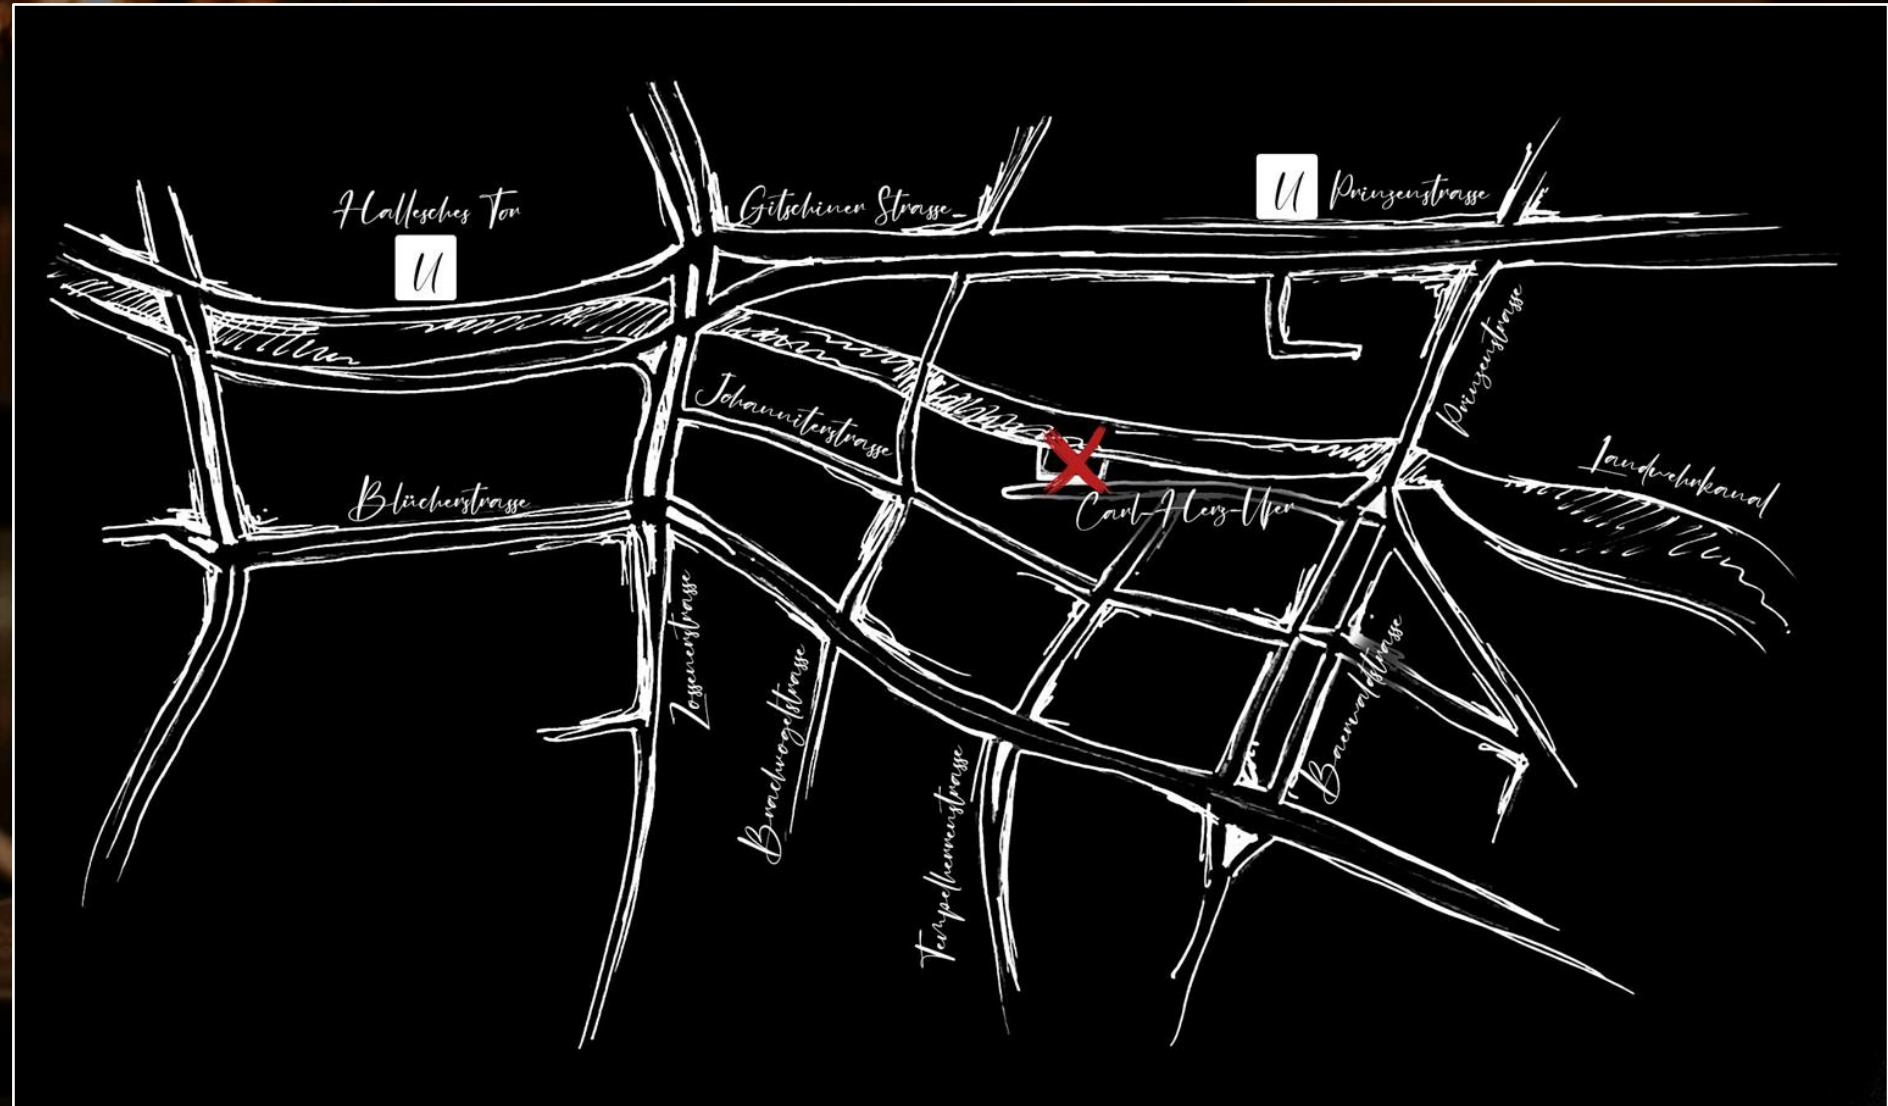 Hallesches Tor
U
Gitschiner Strasse
U Prinzenstrasse
Prinzenstrasse
Johanniterstrasse
Landwehrkanal
Blücherstrasse
Carl-Herz-Ufer
Zossenerstrasse
Brachvogelstrasse
Tempelherrenstrasse
Baerwaldstrasse